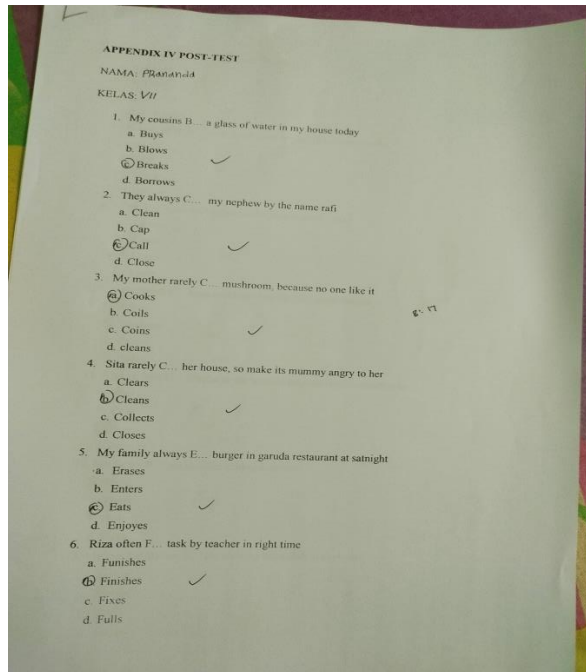 APPENDIX IV POST-TEST
NAMA: PRananda
KELAS: VII
1. My cousins B... a glass of water in my house today
a. Buys
b. Blows
c. Breaks
d. Borrows
2. They always C... my nephew by the name rafi
a. Clean
b. Cap
c. Call
d. Close
3. My mother rarely C... mushroom, because no one like it
a. Cooks
b. Coils
c. Coins
d. cleans
4. Sita rarely C... her house, so make its mummy angry to her
a. Clears
b. Cleans
c. Collects
d. Closes
5. My family always E... burger in garuda restaurant at satnight
a. Erases
b. Enters
c. Eats
d. Enjoyes
6. Riza often F... task by teacher in right time
a. Funishes
b. Finishes
c. Fixes
d. Fulls